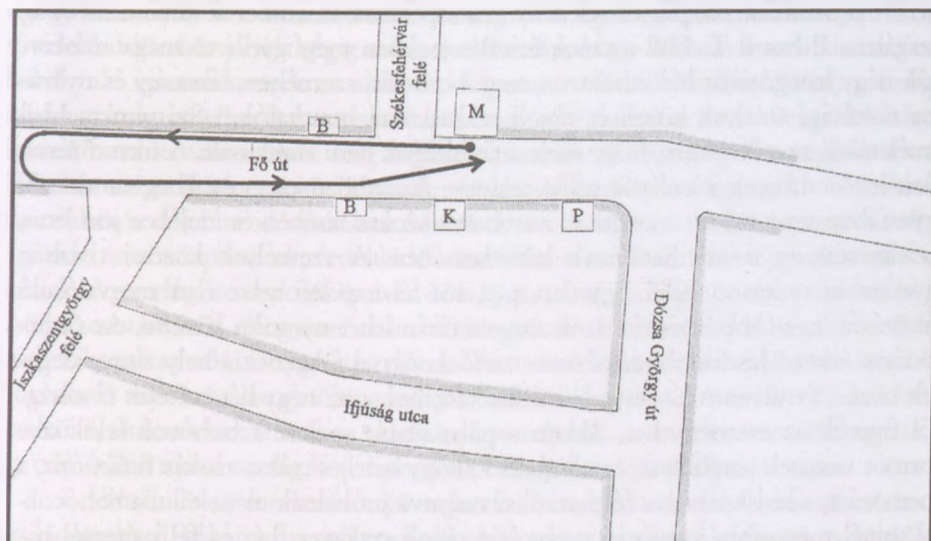 Székesfehérvár
felé
M
B
Fő út
B
K
P
Iszkaszentgyörgy
felé
Dózsa György út
Ifjúság utca